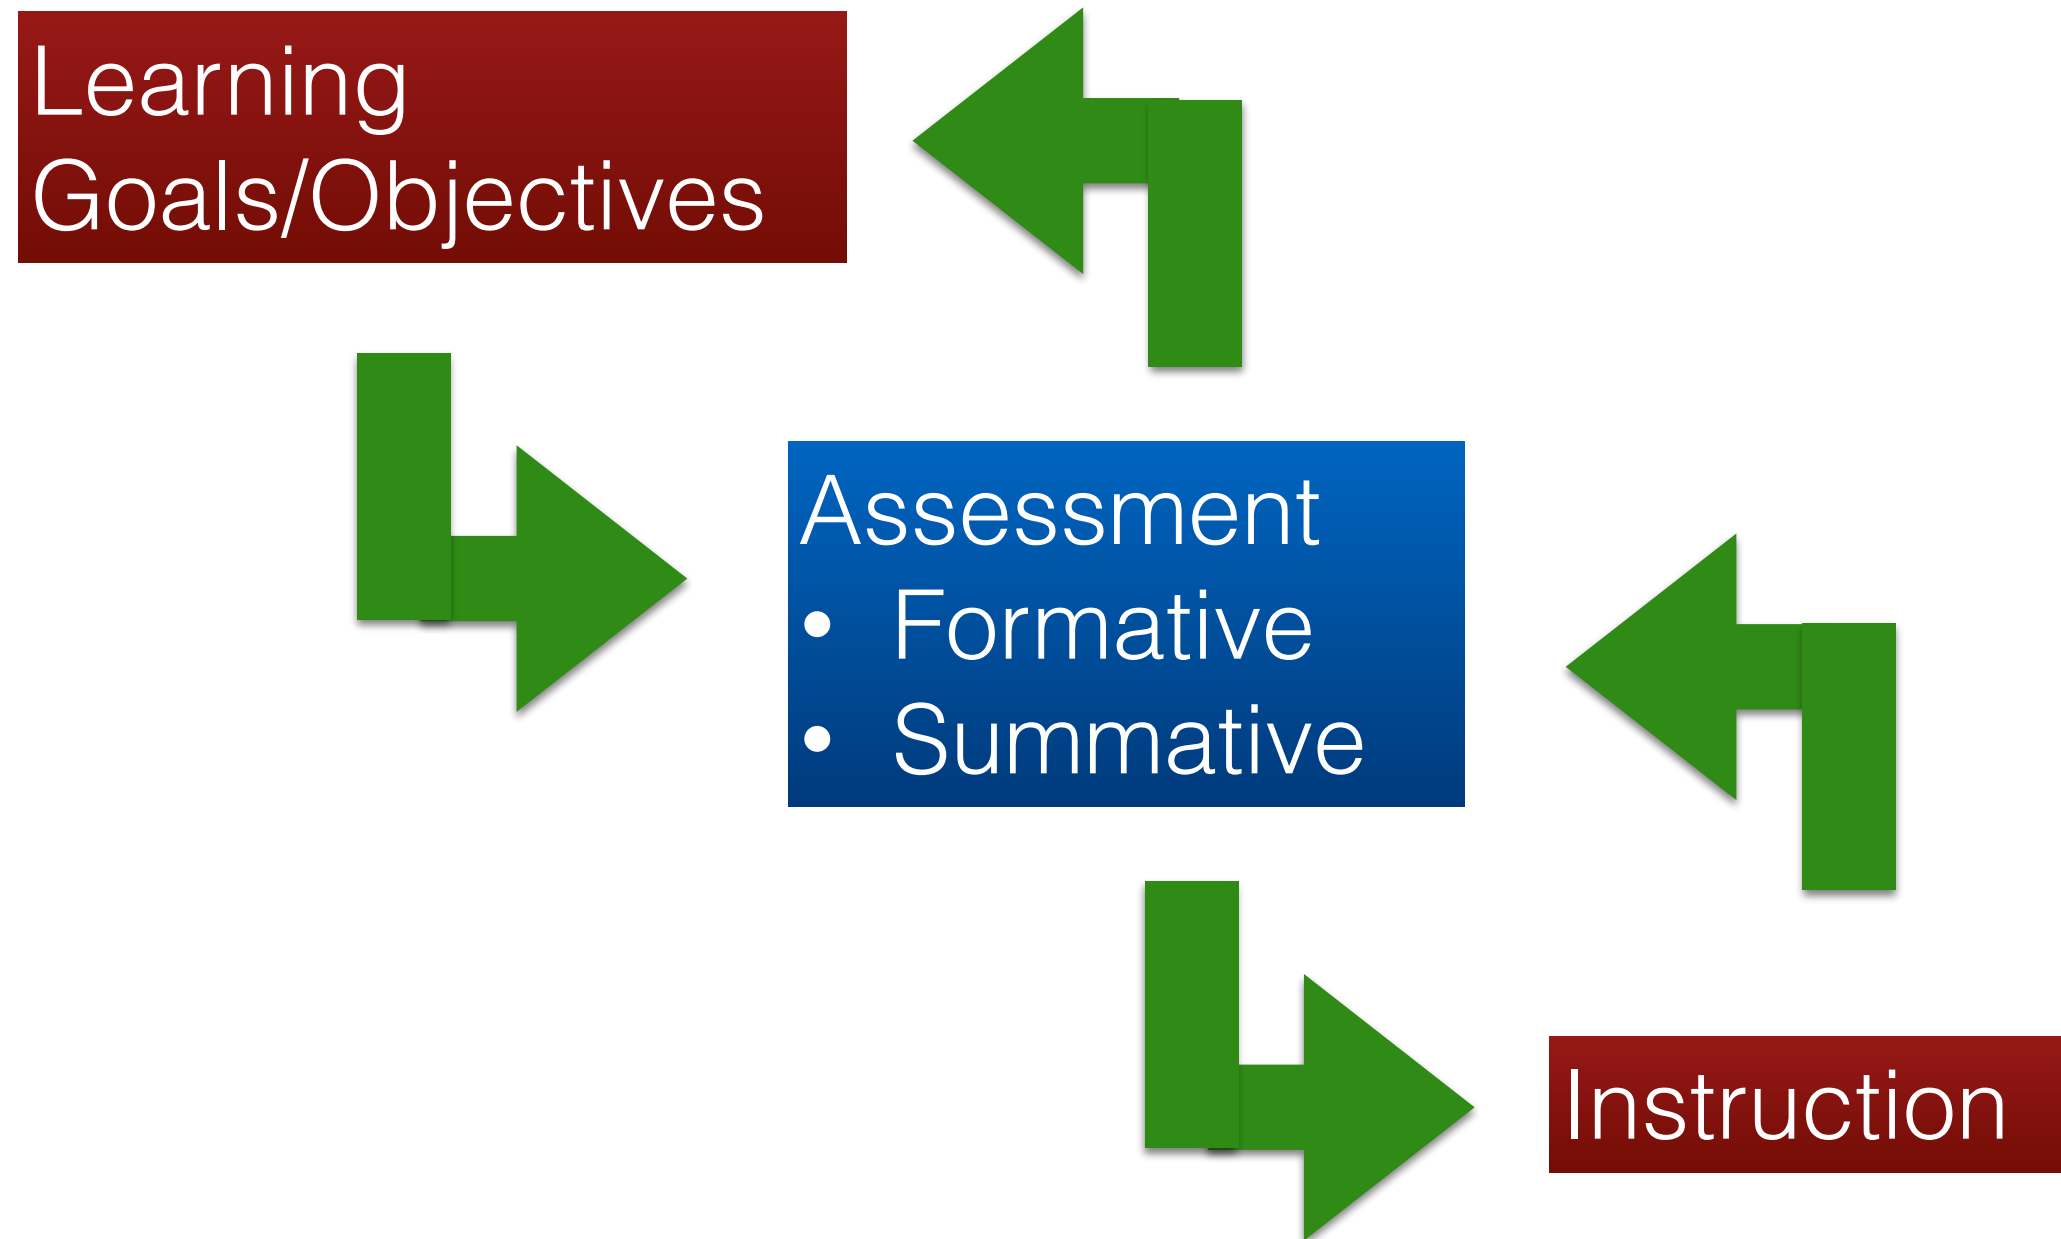 Learning
Goals/Objectives
Assessment
• Formative
• Summative
Instruction